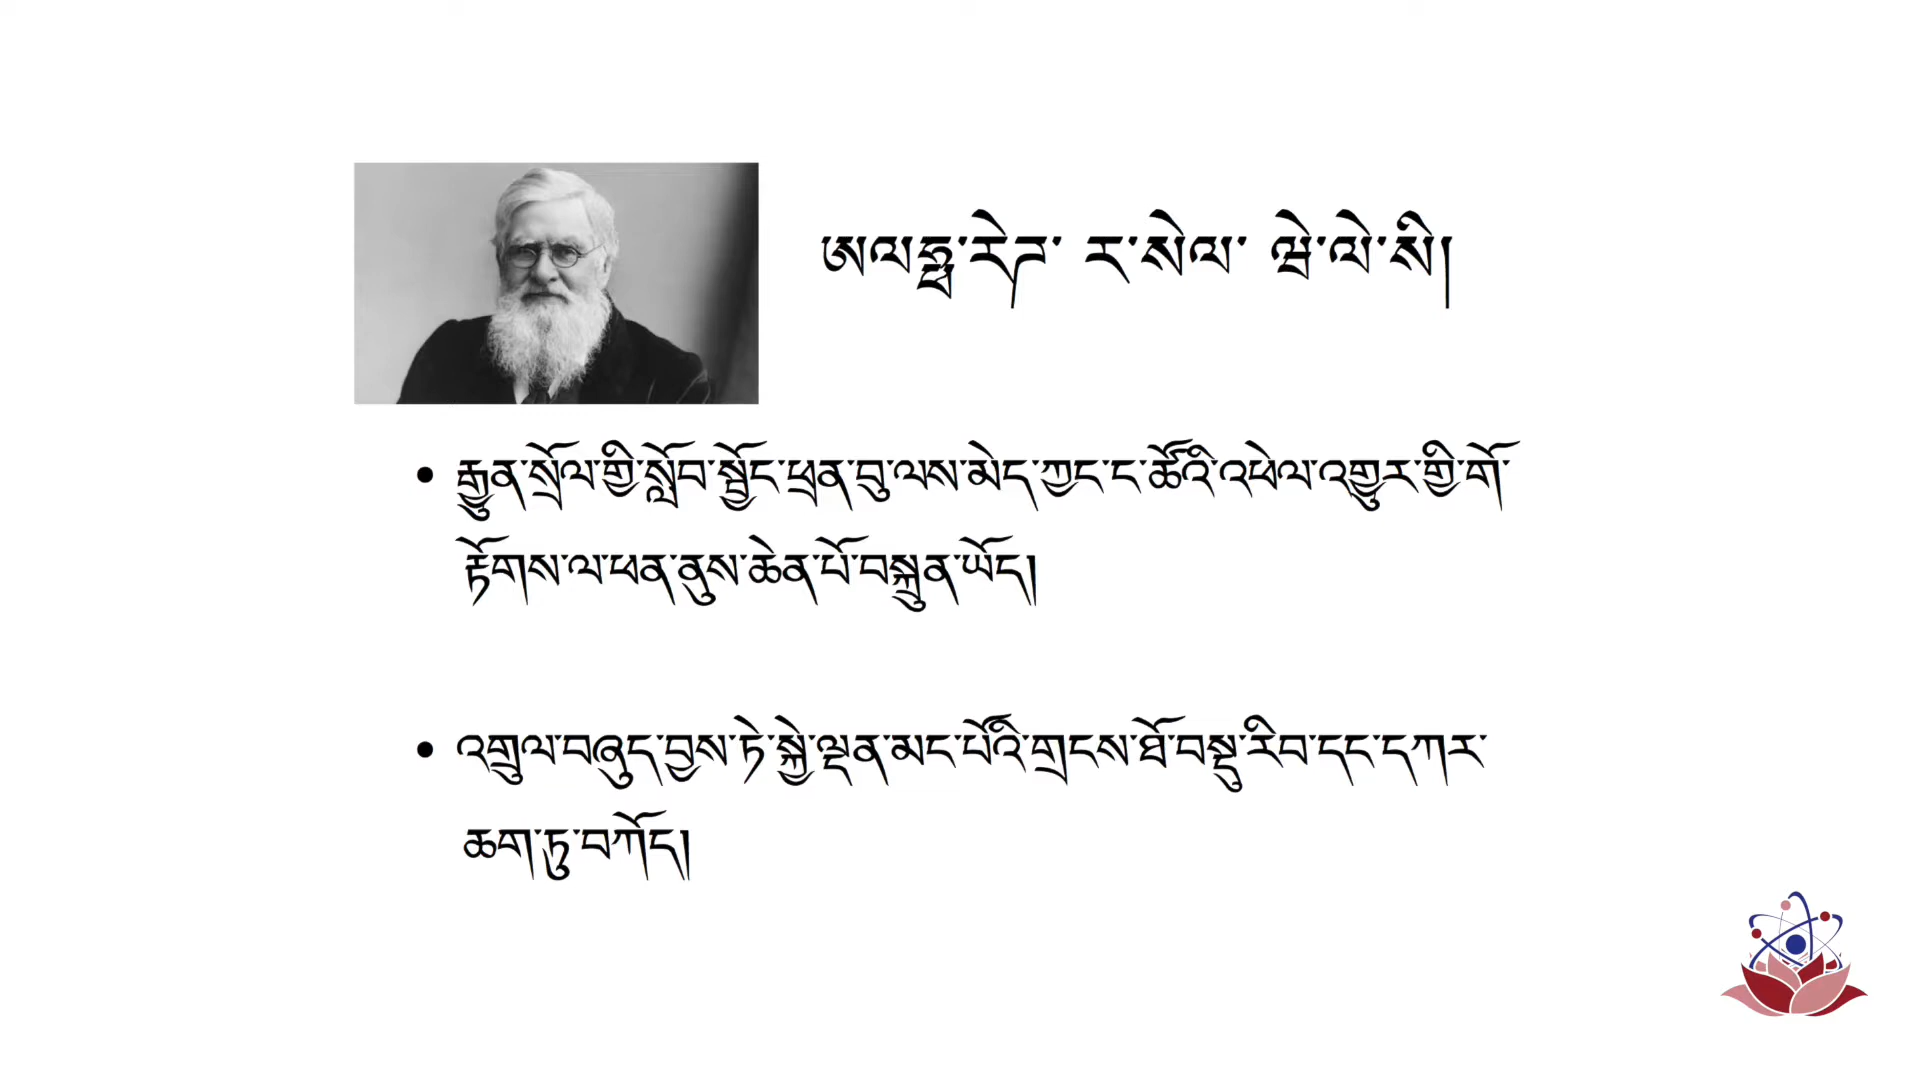 ཨལ་ཧྥ་རེཊ་ ར་སེལ་ ཝེ་ལེ་སི།
• རྒྱུན་སྲོལ་གྱི་སློབ་སྦྱོང་ཕྲན་བུ་ལས་མེད་ཀྱང་ང་ཚོའི་འཕེལ་འགྱུར་གྱི་གོ་
རྟོགས་ལ་ཕན་ནུས་ཆེན་པོ་བསྐྲུན་ཡོད།
• འགྲུལ་བཞུད་བྱས་ཏེ་སྐྱེ་ལྡན་མང་པོའི་གྲངས་ཐོ་བསྡུ་རིབ་དང་དཀར་
ཆག་ཏུ་བཀོད།